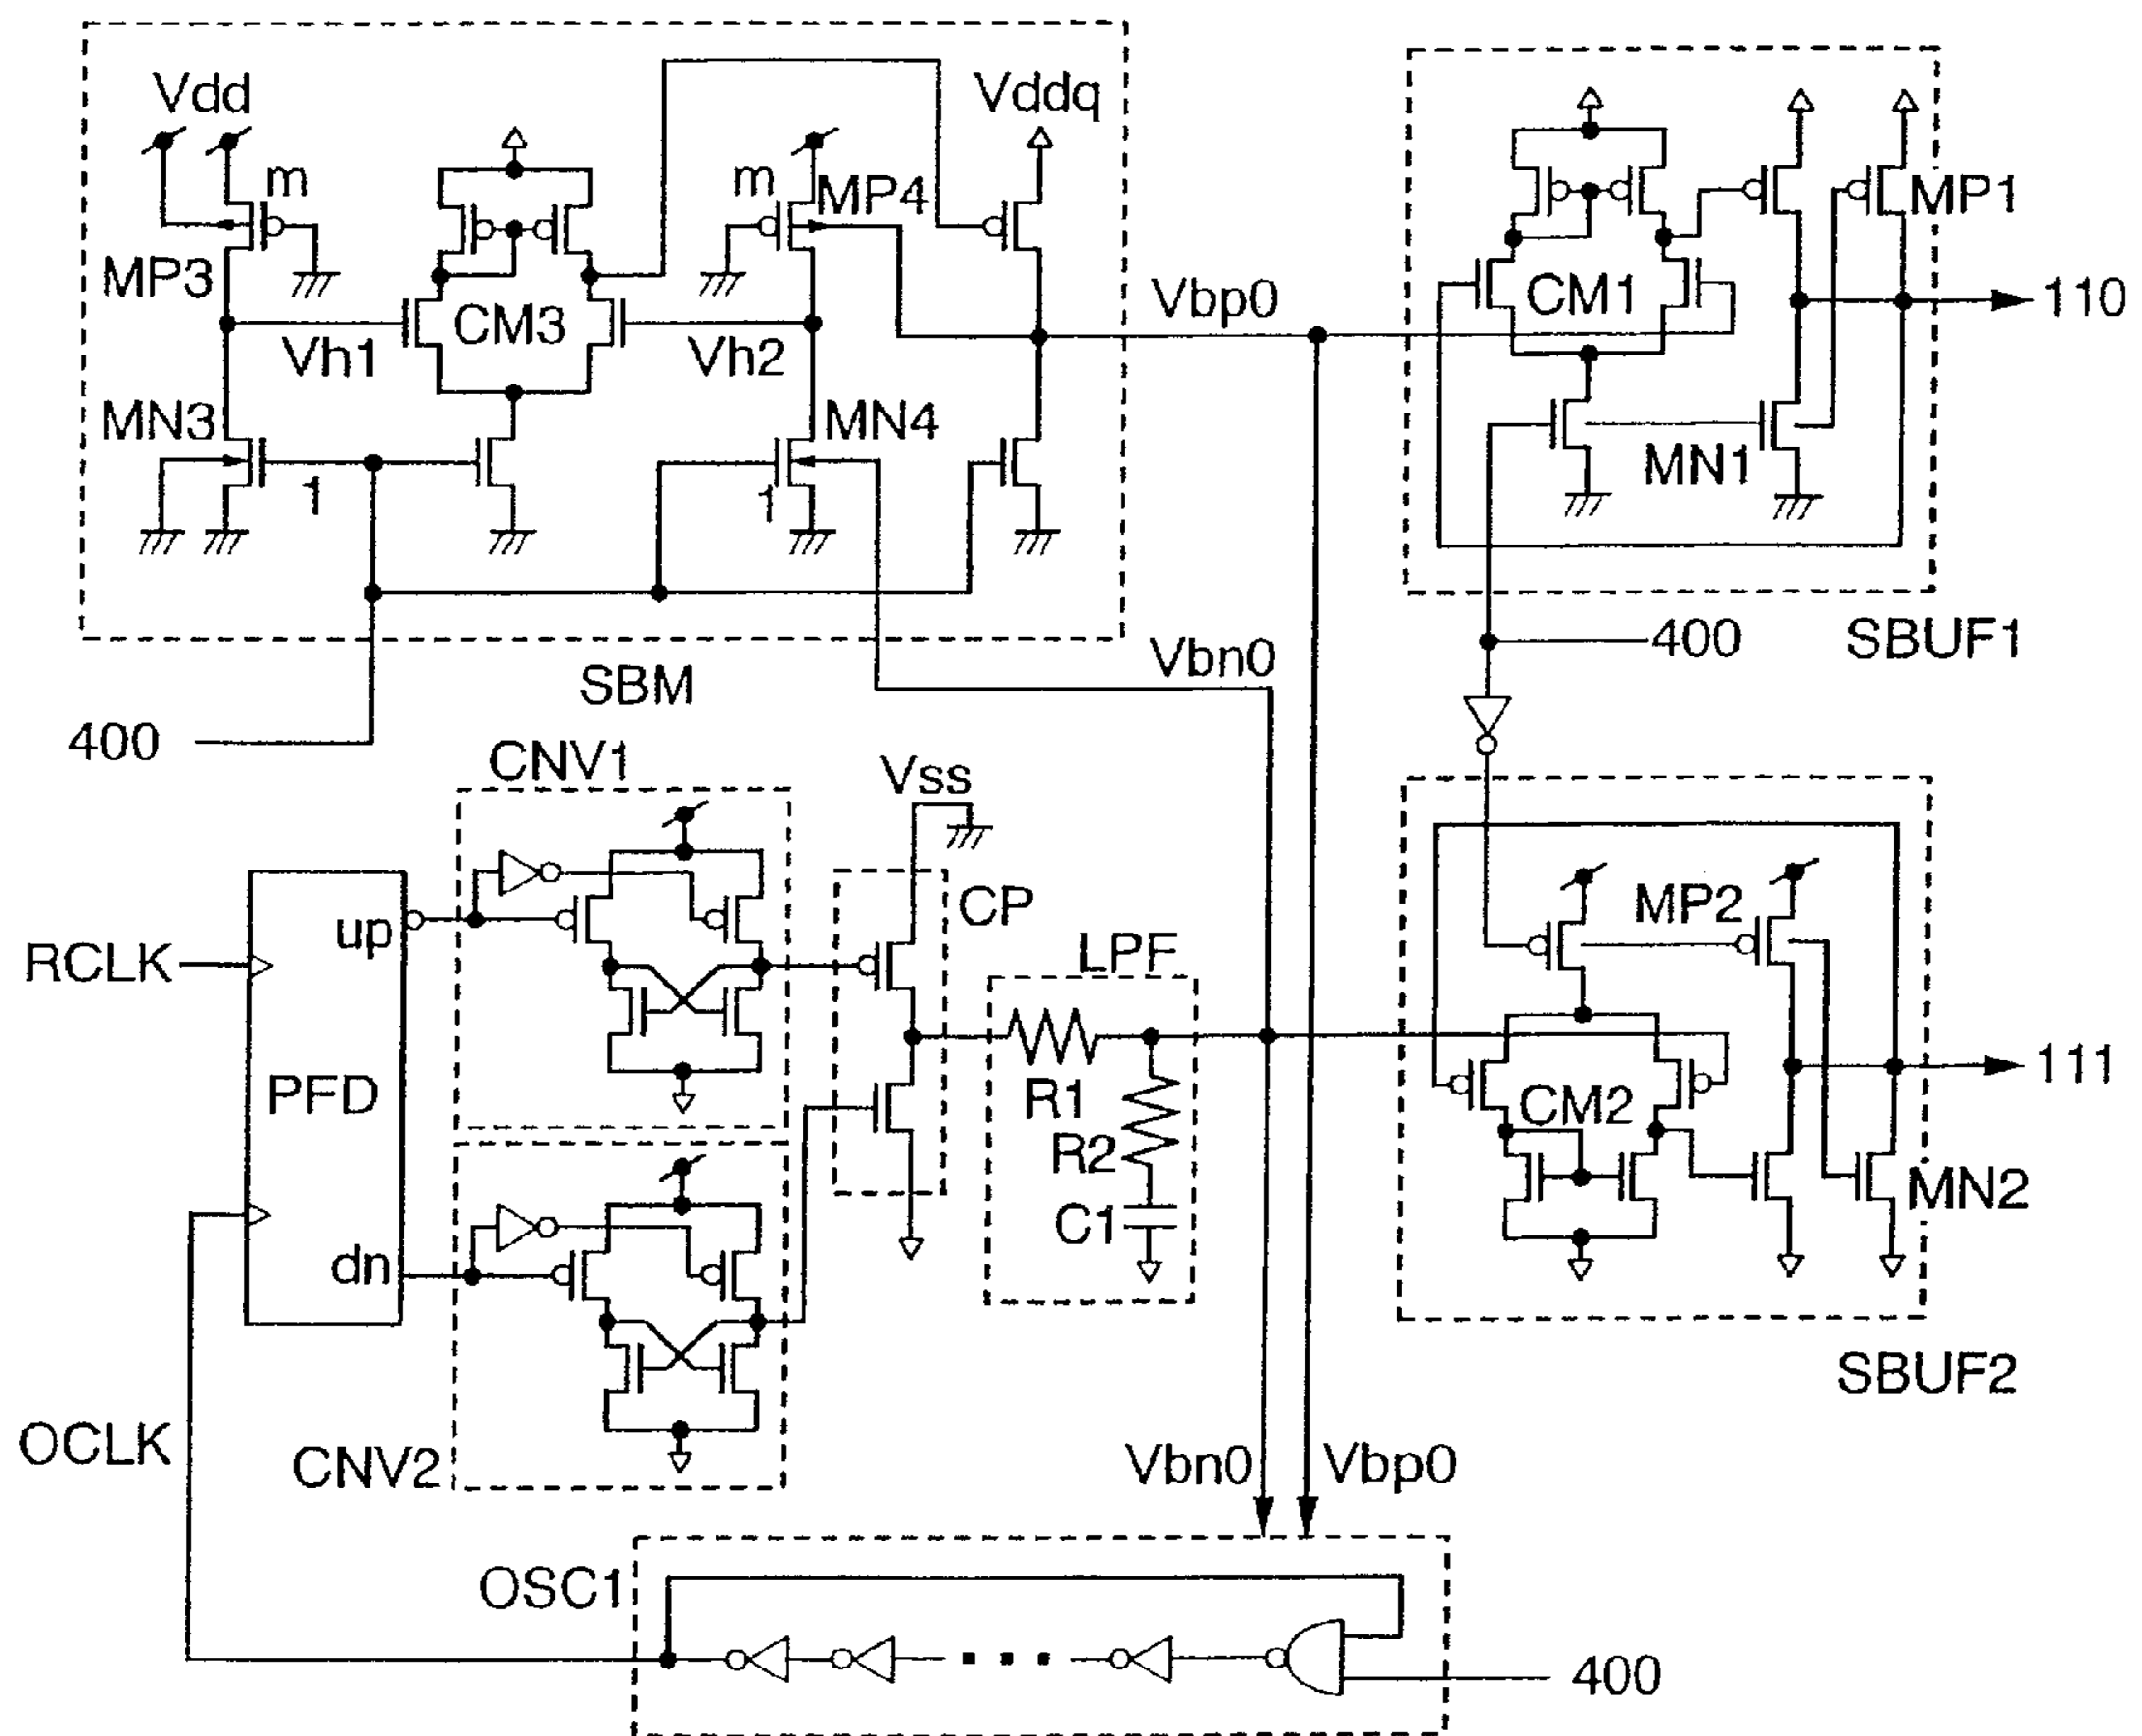 Vdd
Vddq
m
m
MP4
MP1
MP3
CM3
Vh1
Vh2
Vbp0
CM1
110
MN3
MN4
MN1
1
1
400
SBUF1
SBM
Vbn0
400
CNV1
Vss
CP
MP2
up
RCLK
LPF
PFD
R1
CM2
111
R2
C1
MN2
dn
SBUF2
OCLK
CNV2
Vbn0
Vbp0
OSC1
400